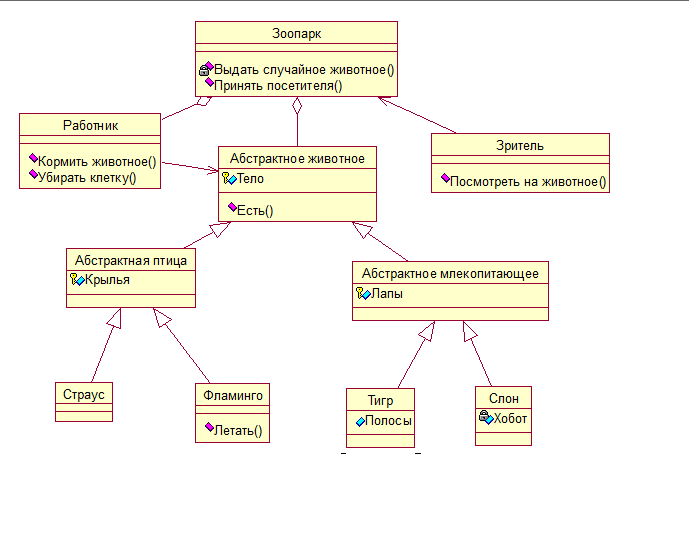 Зоопарк
Выдать случайное животное()
Принять посетителя()
Работник
Кормить животное()
Убирать клетку()
Абстрактное животное
Тело
Есть()
Зритель
Посмотреть на животное()
Абстрактная птица
Крылья
Абстрактное млекопитающее
Лапы
Страус
Фламинго
Летать()
Тигр
Полосы
Слон
Хобот